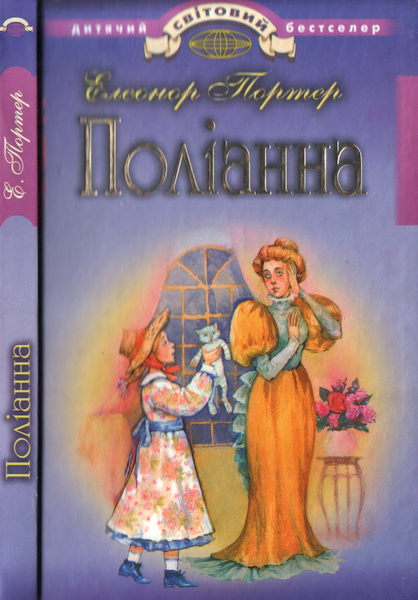 дитячий світовий бестселер
Елеонор Портер
Поліанна
Е. Портер
Поліанна